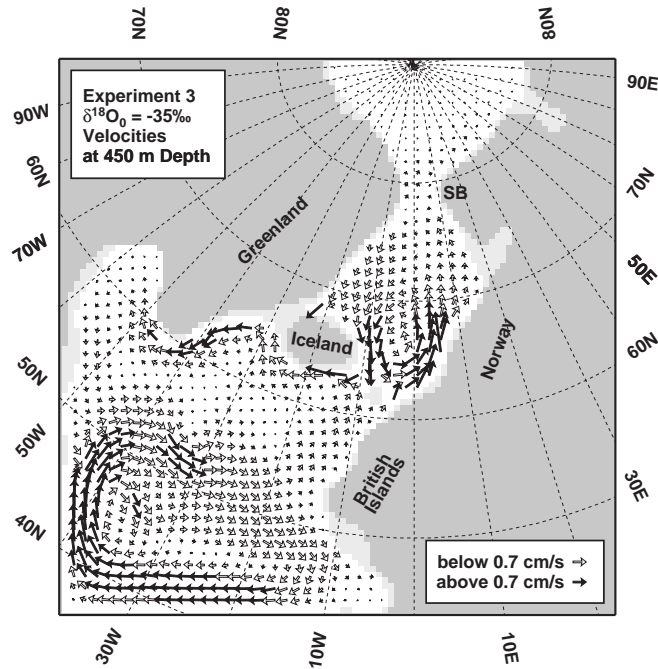 70N
80N
80N
90W
60N
70W
50N
50W
40N
30W
10W
10E
30E
60N
50E
70N
90E
Experiment 3
δ¹⁸O₀ = -35‰
Velocities
at 450 m Depth
SB
Greenland
Iceland
Norway
British
Islands
below 0.7 cm/s ⇨
above 0.7 cm/s ➔